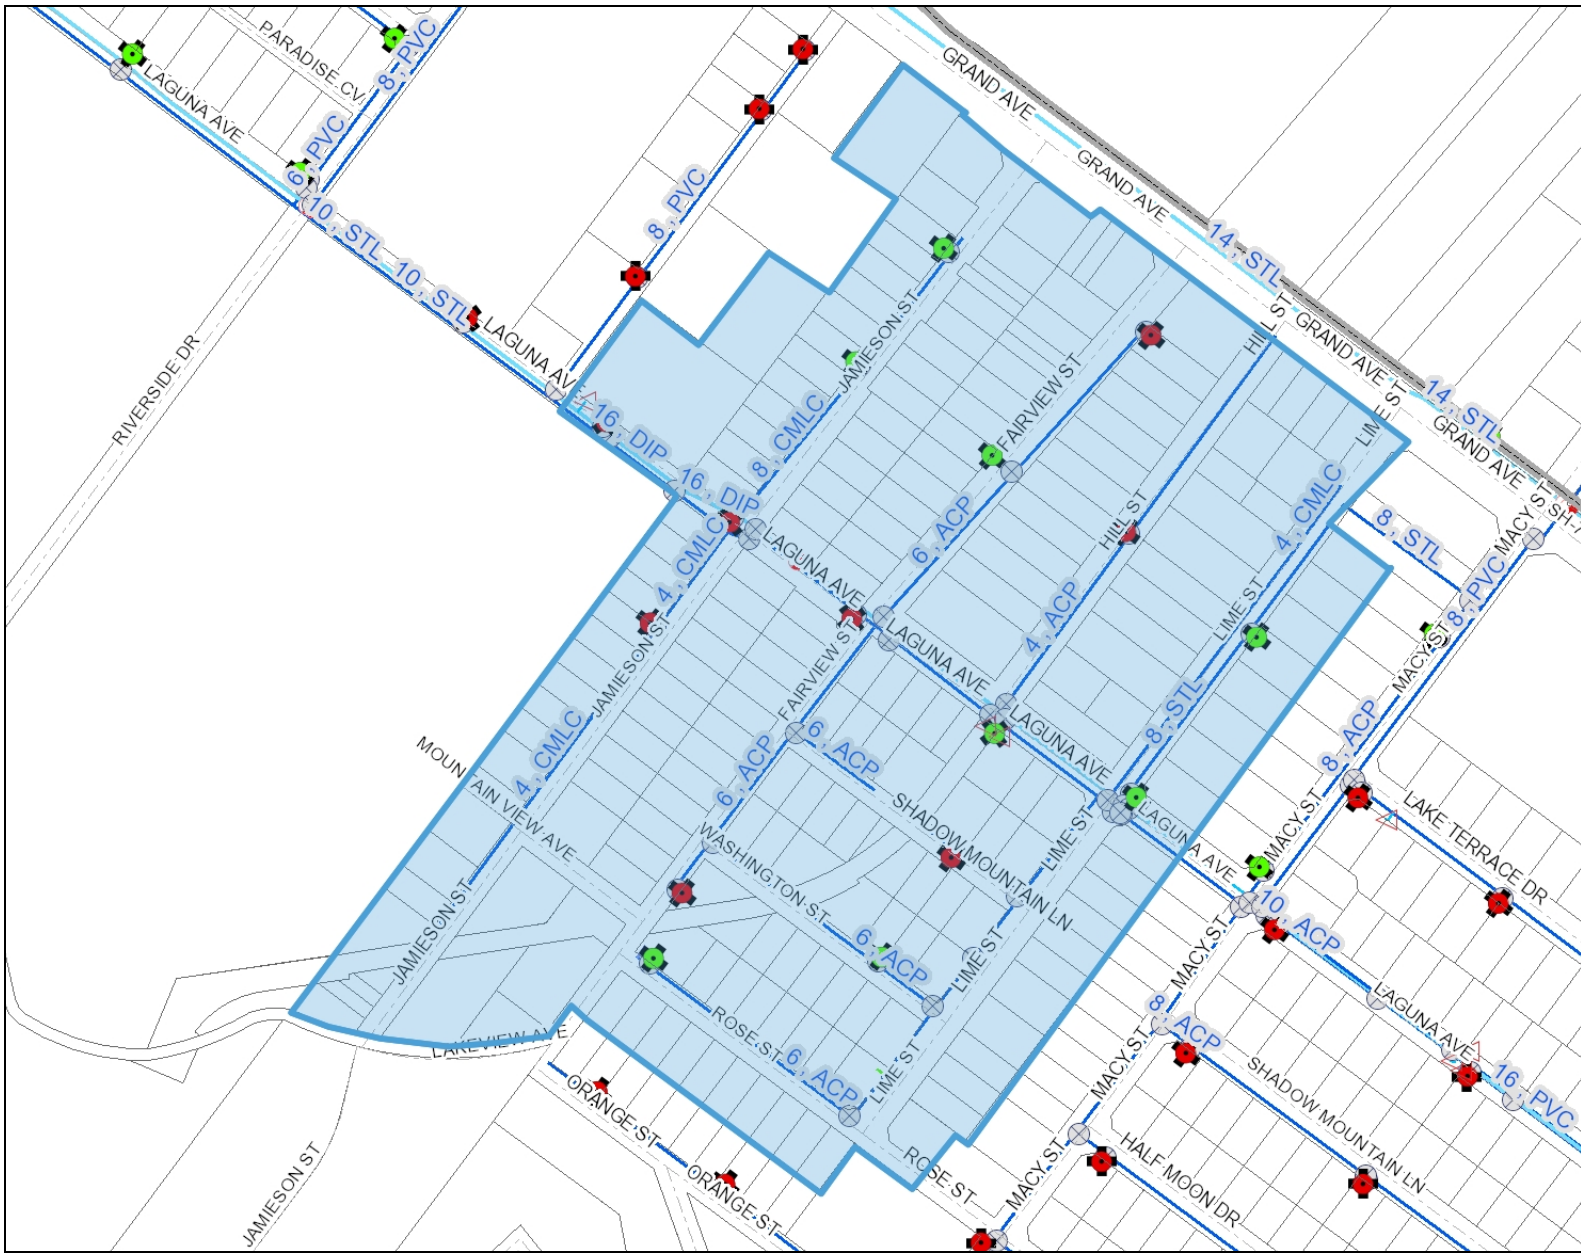 PARADISE CV
8 , PVC
LAGUNA AVE
6 , PVC
10 , STL
10 , STL
LAGUNA AV
RIVERSIDE DR
8 , PVC
GRAND AVE
GRAND AVE
14 , STL
GRAND AVE
14 , STL
GRAND AVE
HILL ST
LIME ST
JAMIESON ST
FAIRVIEW ST
8 , CMLC
16 , DIP
16 , DIP
4 , CMLC
8 , STL
MACY ST
SH-7
8 , PVC
6 , ACP
HILL ST
4 , CMLC
LAGUNA AVE
4 , ACP
LIME ST
MACY ST
JAMIESON ST
FAIRVIEW ST
LAGUNA AVE
8 , STL
LAGUNA AVE
8 , ACP
4 , CMLC
MOUNTAIN VIEW AVE
6 , ACP
6 , ACP
SHADOW MOUNTAIN LN
LIME ST
LAGUNA AVE
MACY ST
LAKE TERRACE DR
WASHINGTON ST
JAMIESON ST
6 , ACP
LIME ST
MACY ST
10 , ACP
LAGUNA AVE
ROSE ST
6 , ACP
LIME ST
LAKEVIEW AVE
8 , ACP
MACY ST
SHADOW MOUNTAIN LN
16 , PVC
ORANGE ST
ORANGE ST
ROSE ST
MACY ST
HALF MOON DR
JAMIESON ST